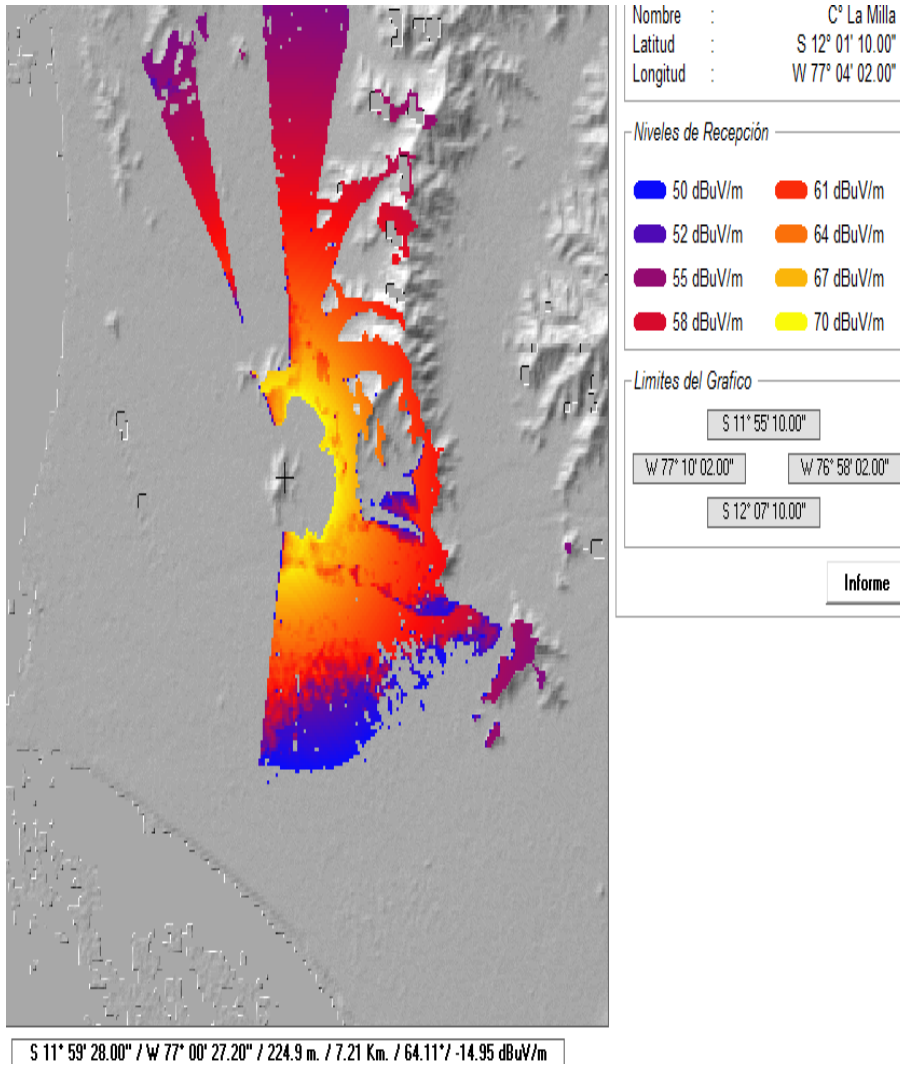 Nombre : C° La Milla
Latitud : S 12° 01' 10.00"
Longitud : W 77° 04' 02.00"
Niveles de Recepción
50 dBuV/m 61 dBuV/m
52 dBuV/m 64 dBuV/m
55 dBuV/m 67 dBuV/m
58 dBuV/m 70 dBuV/m
Limites del Grafico
S 11° 55' 10.00"
W 77° 10' 02.00" W 76° 58' 02.00"
S 12° 07' 10.00"
Informe
S 11° 59' 28.00" / W 77° 00' 27.20" / 224.9 m. / 7.21 Km. / 64.11°/ -14.95 dBuV/m